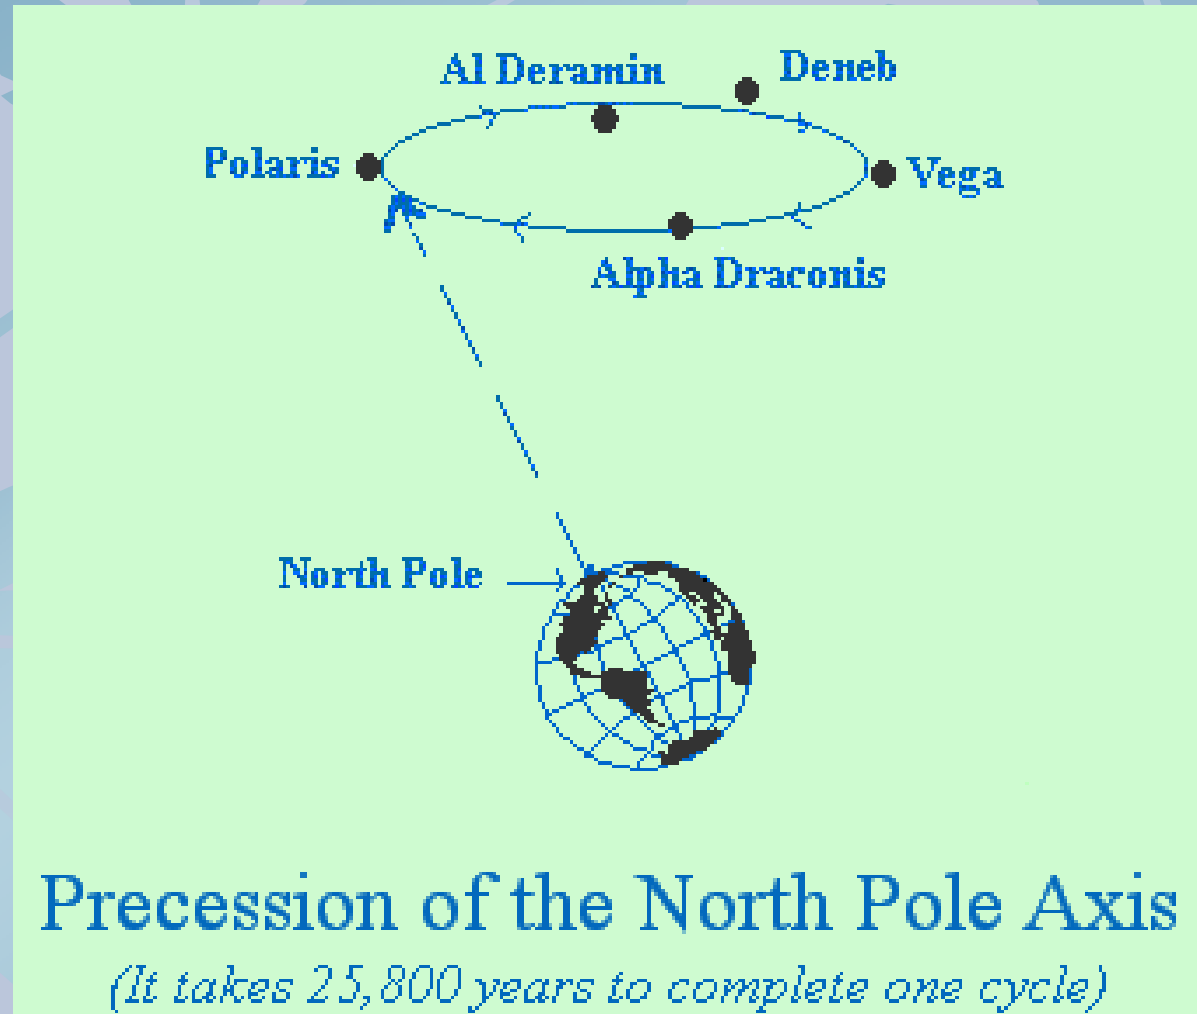 Al Deramin
Deneb
Polaris
Vega
Alpha Draconis
North Pole
Precession of the North Pole Axis
(It takes 25,800 years to complete one cycle)